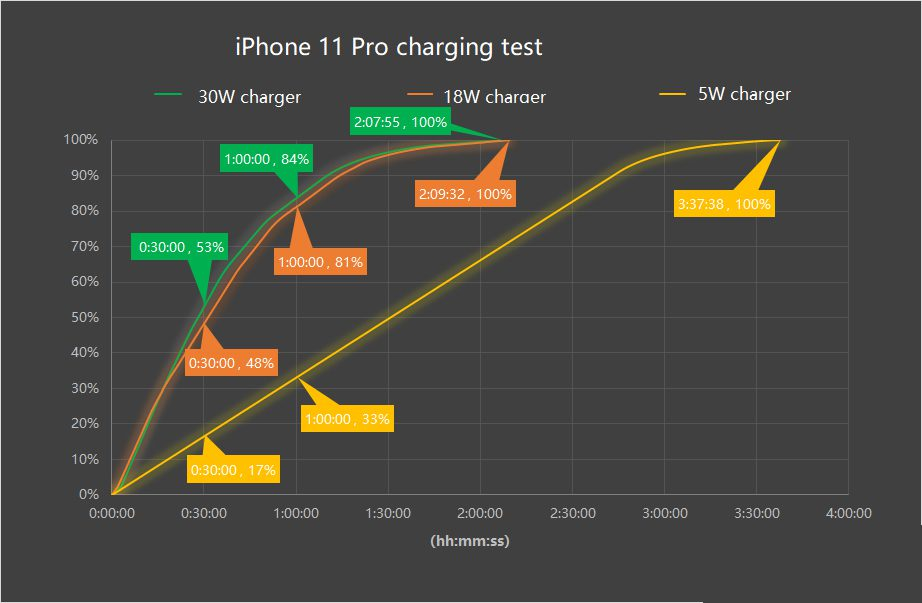 iPhone 11 Pro charging test
30W charger
18W charger
5W charger
2:07:55 , 100%
1:00:00 , 84%
2:09:32 , 100%
3:37:38 , 100%
0:30:00 , 53%
1:00:00 , 81%
0:30:00 , 48%
1:00:00 , 33%
0:30:00 , 17%
100%
90%
80%
70%
60%
50%
40%
30%
20%
10%
0%
0:00:00
0:30:00
1:00:00
1:30:00
2:00:00
2:30:00
3:00:00
3:30:00
4:00:00
(hh:mm:ss)